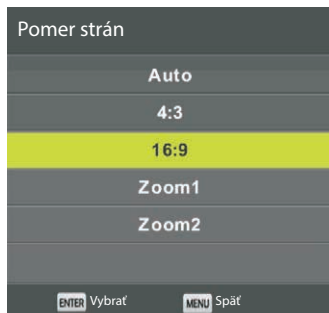 Pomer strán
Auto
4:3
16:9
Zoom1
Zoom2
ENTER Vybrať MENU Späť